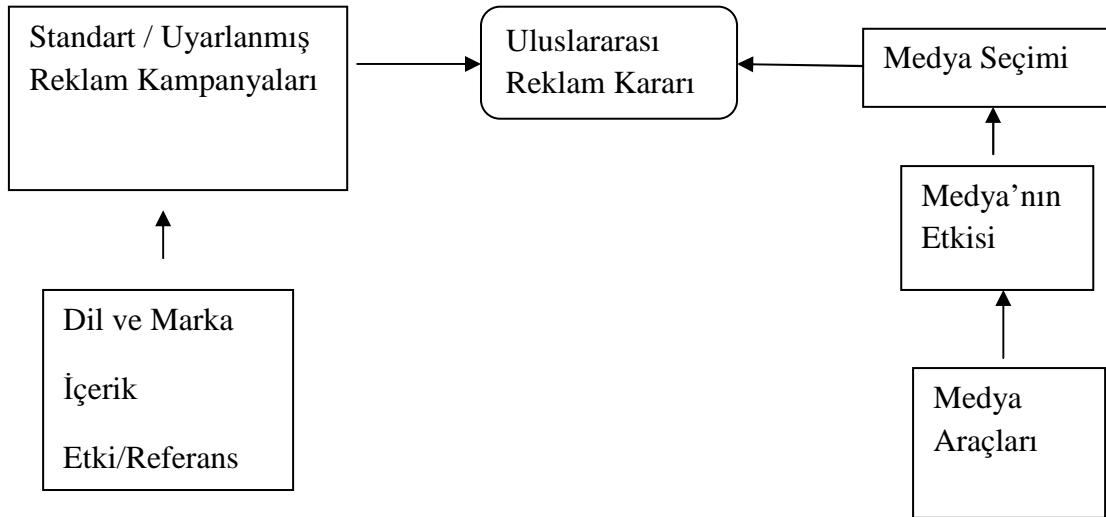 Standart / Uyarlanmış
Reklam Kampanyaları
Uluslararası
Reklam Kararı
Medya Seçimi
Medya’nın
Etkisi
Dil ve Marka
İçerik
Etki/Referans
Medya
Araçları